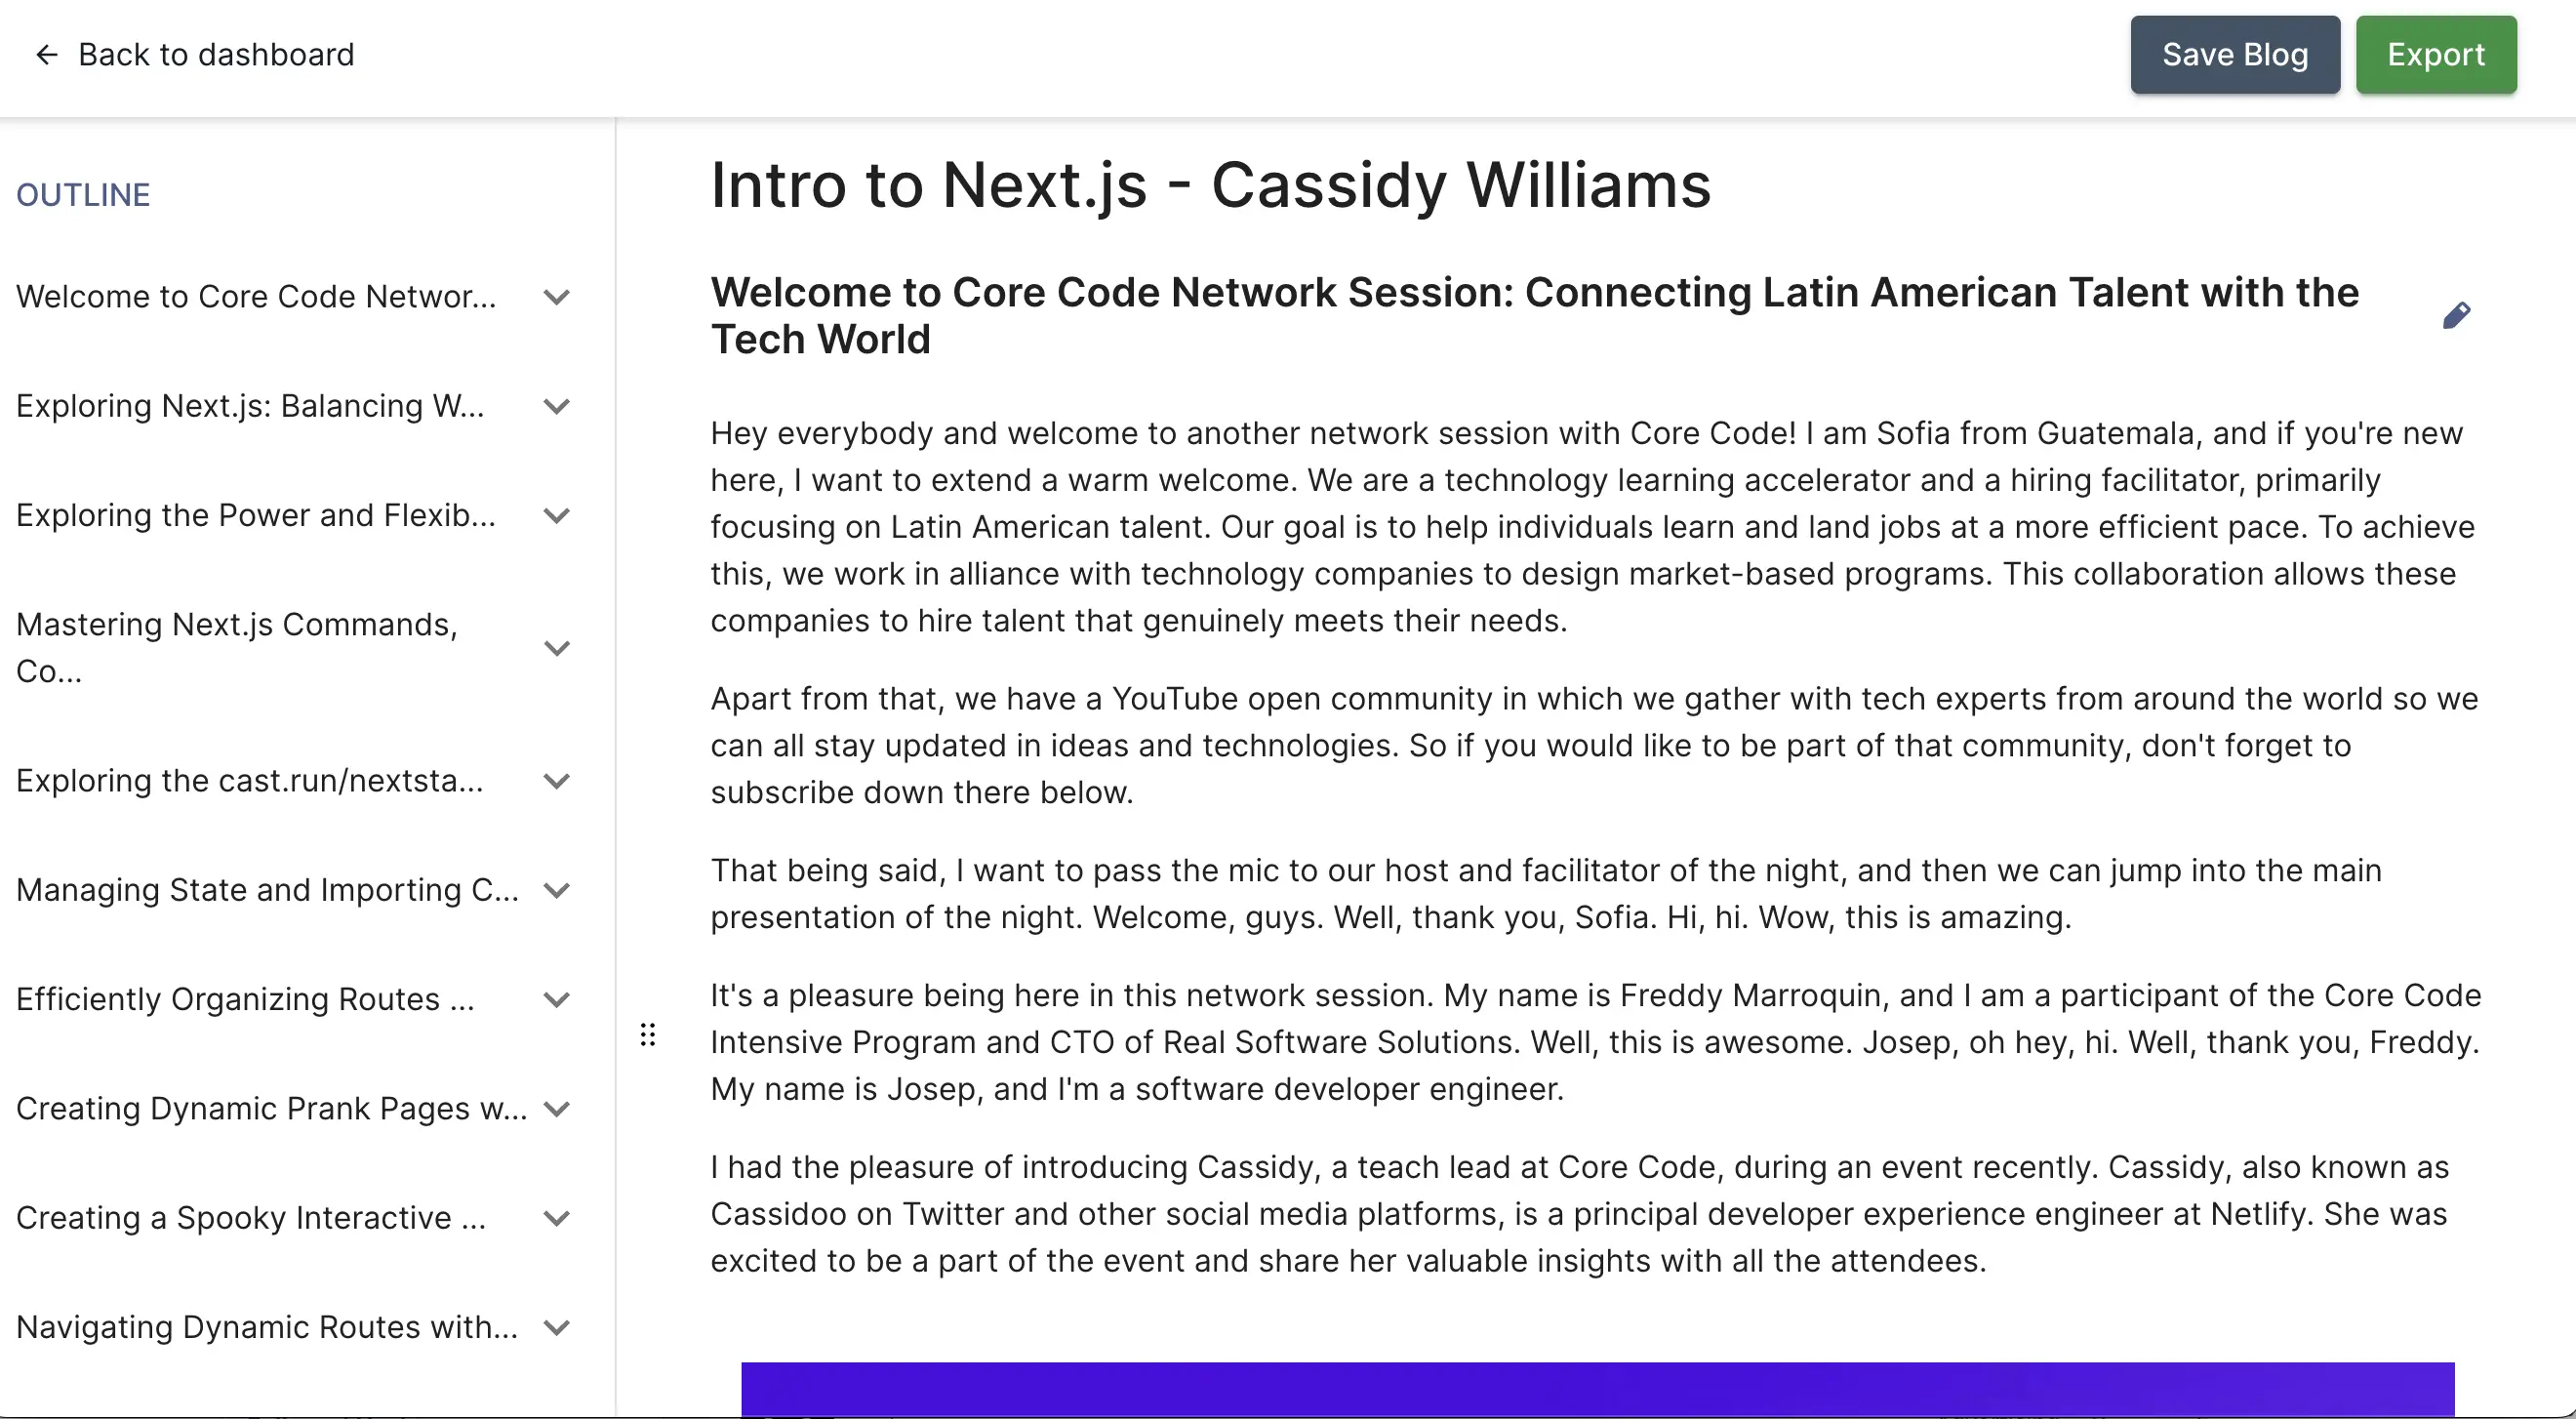 Back to dashboard
Save Blog
Export
OUTLINE
Welcome to Core Code Networ...
Exploring Next.js: Balancing W...
Exploring the Power and Flexib...
Mastering Next.js Commands,
Co...
Exploring the cast.run/nextsta...
Managing State and Importing C...
Efficiently Organizing Routes ...
Creating Dynamic Prank Pages w...
Creating a Spooky Interactive ...
Navigating Dynamic Routes with...
Intro to Next.js - Cassidy Williams
Welcome to Core Code Network Session: Connecting Latin American Talent with the
Tech World
Hey everybody and welcome to another network session with Core Code! I am Sofia from Guatemala, and if you're new
here, I want to extend a warm welcome. We are a technology learning accelerator and a hiring facilitator, primarily
focusing on Latin American talent. Our goal is to help individuals learn and land jobs at a more efficient pace. To achieve
this, we work in alliance with technology companies to design market-based programs. This collaboration allows these
companies to hire talent that genuinely meets their needs.
Apart from that, we have a YouTube open community in which we gather with tech experts from around the world so we
can all stay updated in ideas and technologies. So if you would like to be part of that community, don't forget to
subscribe down there below.
That being said, I want to pass the mic to our host and facilitator of the night, and then we can jump into the main
presentation of the night. Welcome, guys. Well, thank you, Sofia. Hi, hi. Wow, this is amazing.
It's a pleasure being here in this network session. My name is Freddy Marroquin, and I am a participant of the Core Code
Intensive Program and CTO of Real Software Solutions. Well, this is awesome. Josep, oh hey, hi. Well, thank you, Freddy.
My name is Josep, and I'm a software developer engineer.
I had the pleasure of introducing Cassidy, a teach lead at Core Code, during an event recently. Cassidy, also known as
Cassidoo on Twitter and other social media platforms, is a principal developer experience engineer at Netlify. She was
excited to be a part of the event and share her valuable insights with all the attendees.